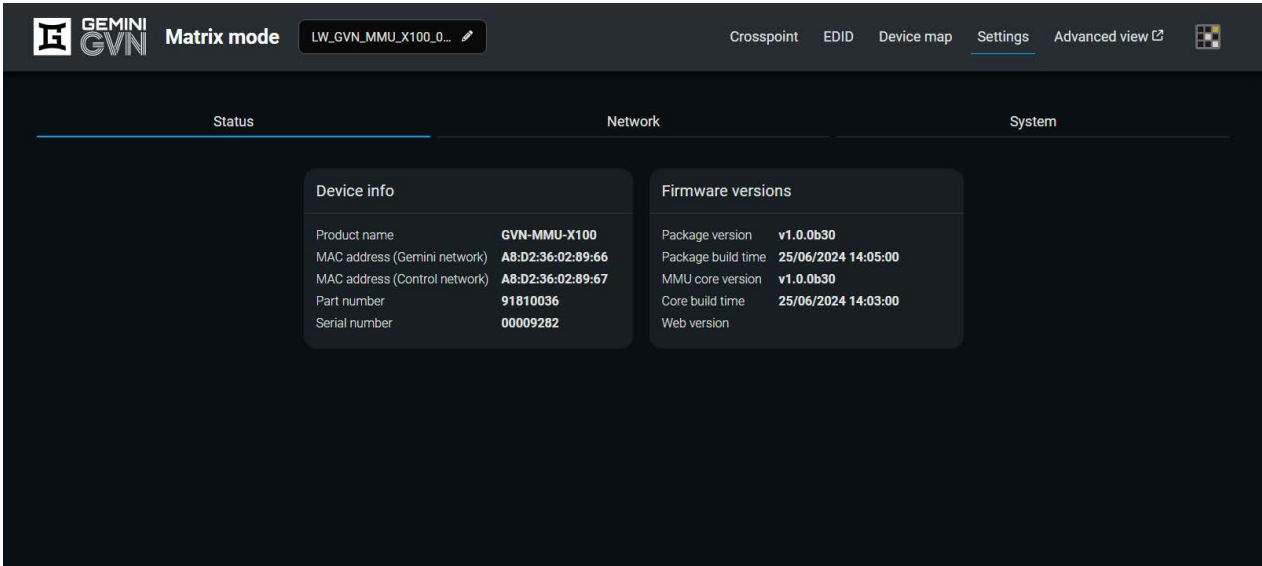 GEMINI
GVN
Matrix mode
LW_GVN_MMU_X100_0...
Crosspoint EDID Device map Settings Advanced view
Status Network System
Device info
Product name GVN-MMU-X100
MAC address (Gemini network) A8:D2:36:02:89:66
MAC address (Control network) A8:D2:36:02:89:67
Part number 91810036
Serial number 00009282
Firmware versions
Package version v1.0.0b30
Package build time 25/06/2024 14:05:00
MMU core version v1.0.0b30
Core build time 25/06/2024 14:03:00
Web version